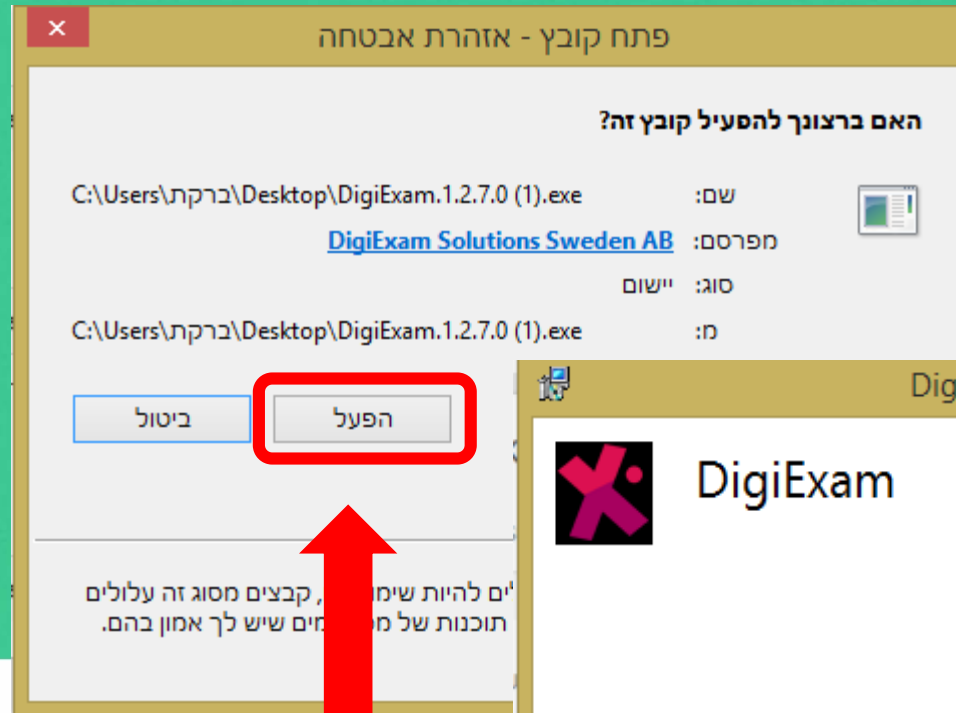 פתח קובץ - אזהרת אבטחה
האם ברצונך להפעיל קובץ זה?
שם: C:\Users\ברקת\Desktop\DigiExam.1.2.7.0 (1).exe
מפרסם: DigiExam Solutions Sweden AB
סוג: יישום
מ: C:\Users\ברקת\Desktop\DigiExam.1.2.7.0 (1).exe
הפעל ביטול
להיות קבצים מסוג זה עלולים
תוכנות של שיש לך אמון בהם.
DigiExam